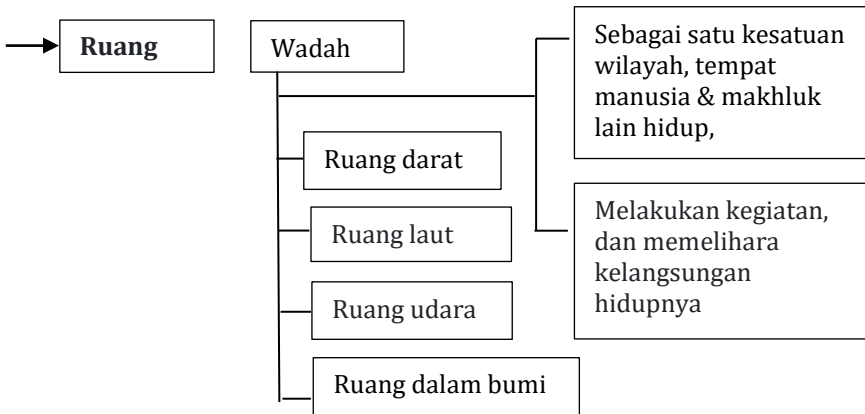 Ruang
Wadah
Sebagai satu kesatuan
wilayah, tempat
manusia & makhluk
lain hidup,
Ruang darat
Melakukan kegiatan,
dan memelihara
kelangsungan
hidupnya
Ruang laut
Ruang udara
Ruang dalam bumi